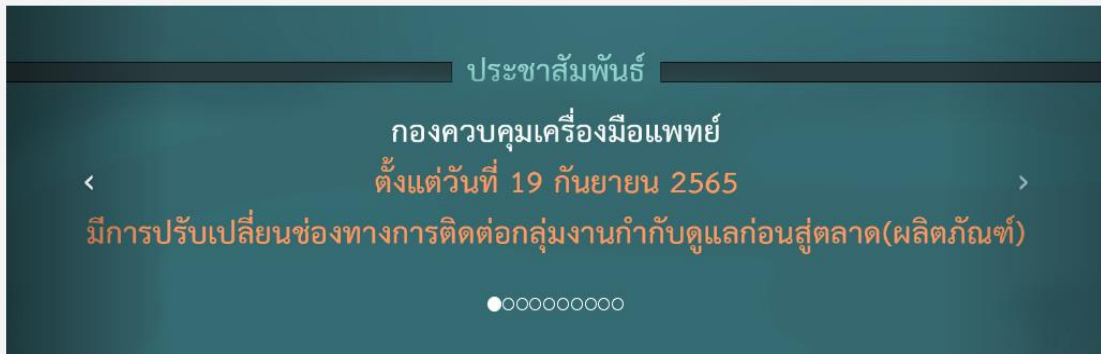 ประชาสัมพันธ์
กองควบคุมเครื่องมือแพทย์
ตั้งแต่วันที่ 19 กันยายน 2565
มีการปรับเปลี่ยนช่องทางการติดต่อกลุ่มงานกำกับดูแลก่อนสู่ตลาด(ผลิตภัณฑ์)